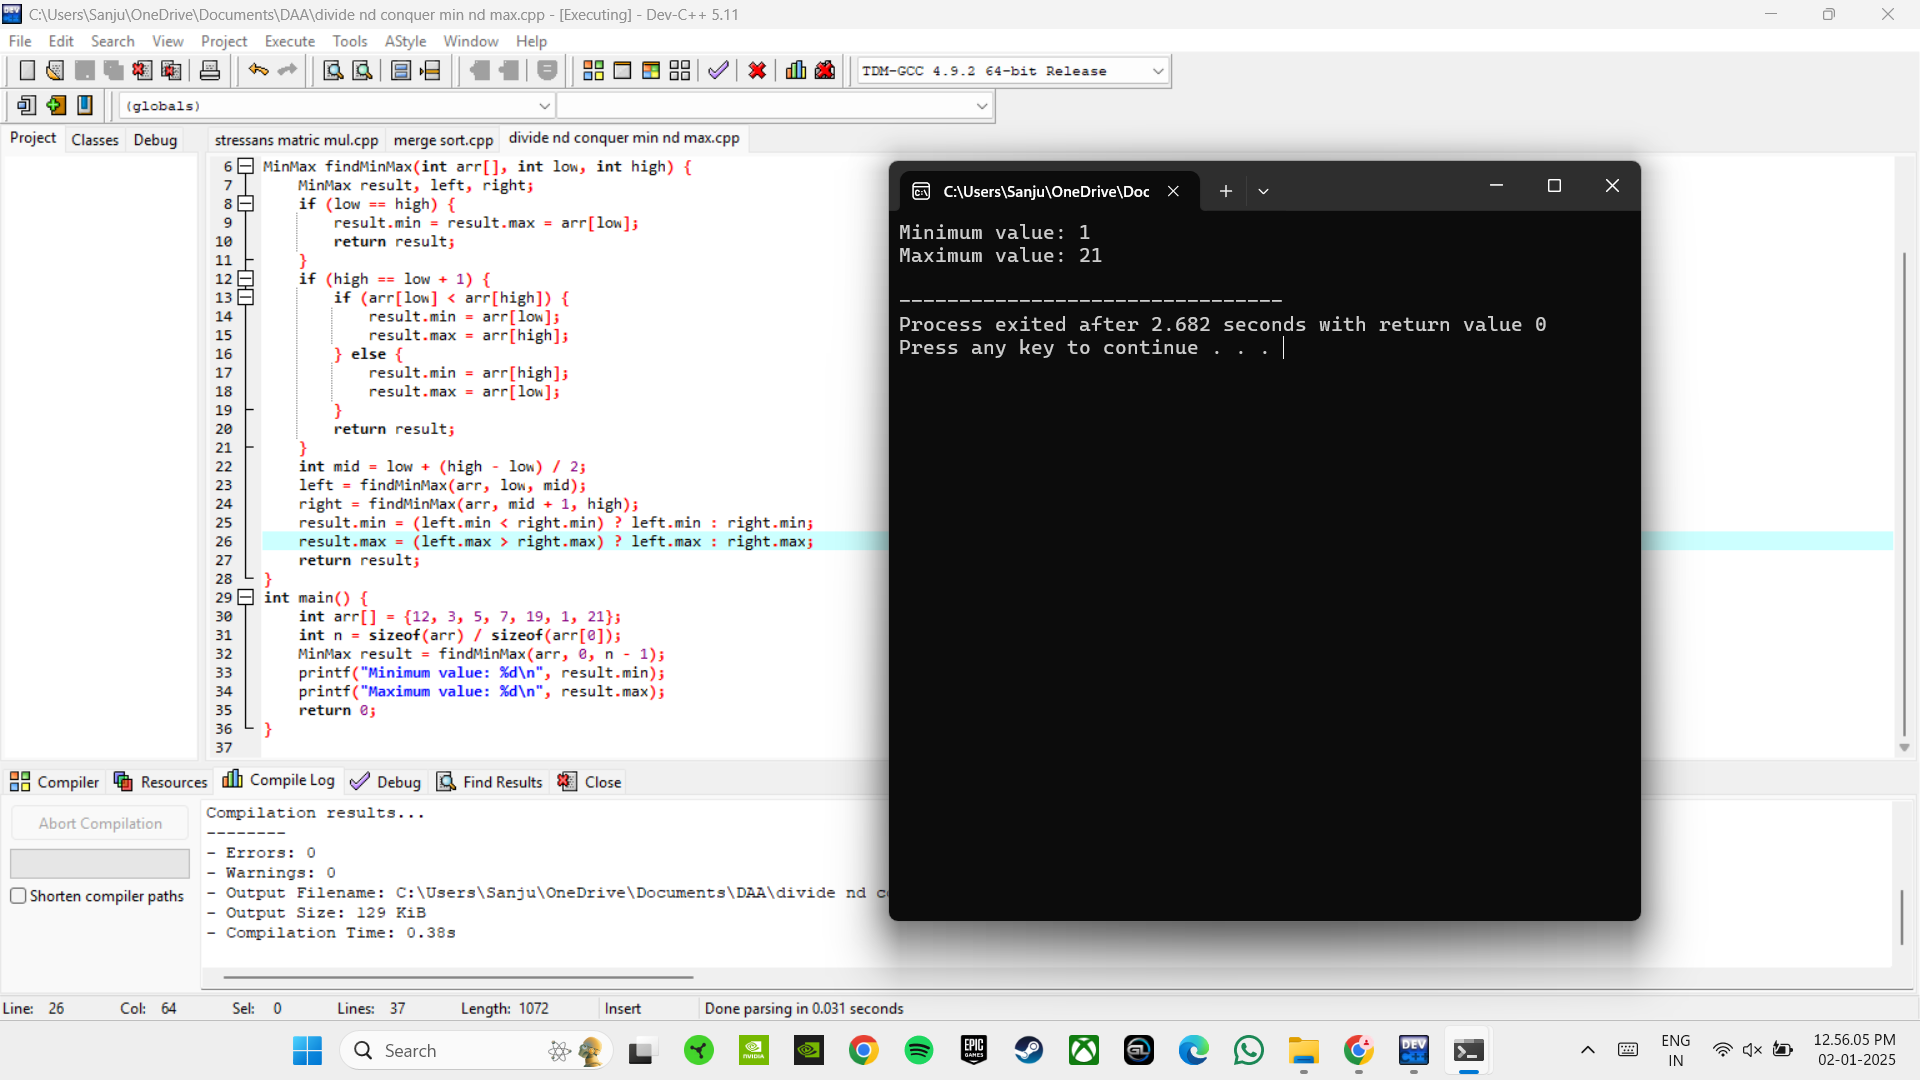 C:\Users\Sanju\OneDrive\Documents\DAA\divide nd conquer min nd max.cpp - [Executing] - Dev-C++ 5.11
File Edit Search View Project Execute Tools AStyle Window Help
TDM-GCC 4.9.2 64-bit Release
(globals)
Project Classes Debug
stressans matric mul.cpp merge sort.cpp divide nd conquer min nd max.cpp
6 MinMax findMinMax(int arr[], int low, int high) {
7 MinMax result, left, right;
8 if (low == high) {
9 result.min = result.max = arr[low];
10 return result;
11 }
12 if (high == low + 1) {
13 if (arr[low] < arr[high]) {
14 result.min = arr[low];
15 result.max = arr[high];
16 } else {
17 result.min = arr[high];
18 result.max = arr[low];
19 }
20 return result;
21 }
22 int mid = low + (high - low) / 2;
23 left = findMinMax(arr, low, mid);
24 right = findMinMax(arr, mid + 1, high);
25 result.min = (left.min < right.min) ? left.min : right.min;
26 result.max = (left.max > right.max) ? left.max : right.max;
27 return result;
28 }
29 int main() {
30 int arr[] = {12, 3, 5, 7, 19, 1, 21};
31 int n = sizeof(arr) / sizeof(arr[0]);
32 MinMax result = findMinMax(arr, 0, n - 1);
33 printf("Minimum value: %d\n", result.min);
34 printf("Maximum value: %d\n", result.max);
35 return 0;
36 }
37
C:\Users\Sanju\OneDrive\Doc
Minimum value: 1
Maximum value: 21
--------------------------------
Process exited after 2.682 seconds with return value 0
Press any key to continue . . .
Compiler Resources Compile Log Debug Find Results Close
Abort Compilation
Shorten compiler paths
Compilation results...
--------
- Errors: 0
- Warnings: 0
- Output Filename: C:\Users\Sanju\OneDrive\Documents\DAA\divide nd co
- Output Size: 129 KiB
- Compilation Time: 0.38s
Line: 26 Col: 64 Sel: 0 Lines: 37 Length: 1072 Insert Done parsing in 0.031 seconds
Search
NVIDIA
EPIC GAMES
DEV C++
ENG
IN
12.56.05 PM
02-01-2025